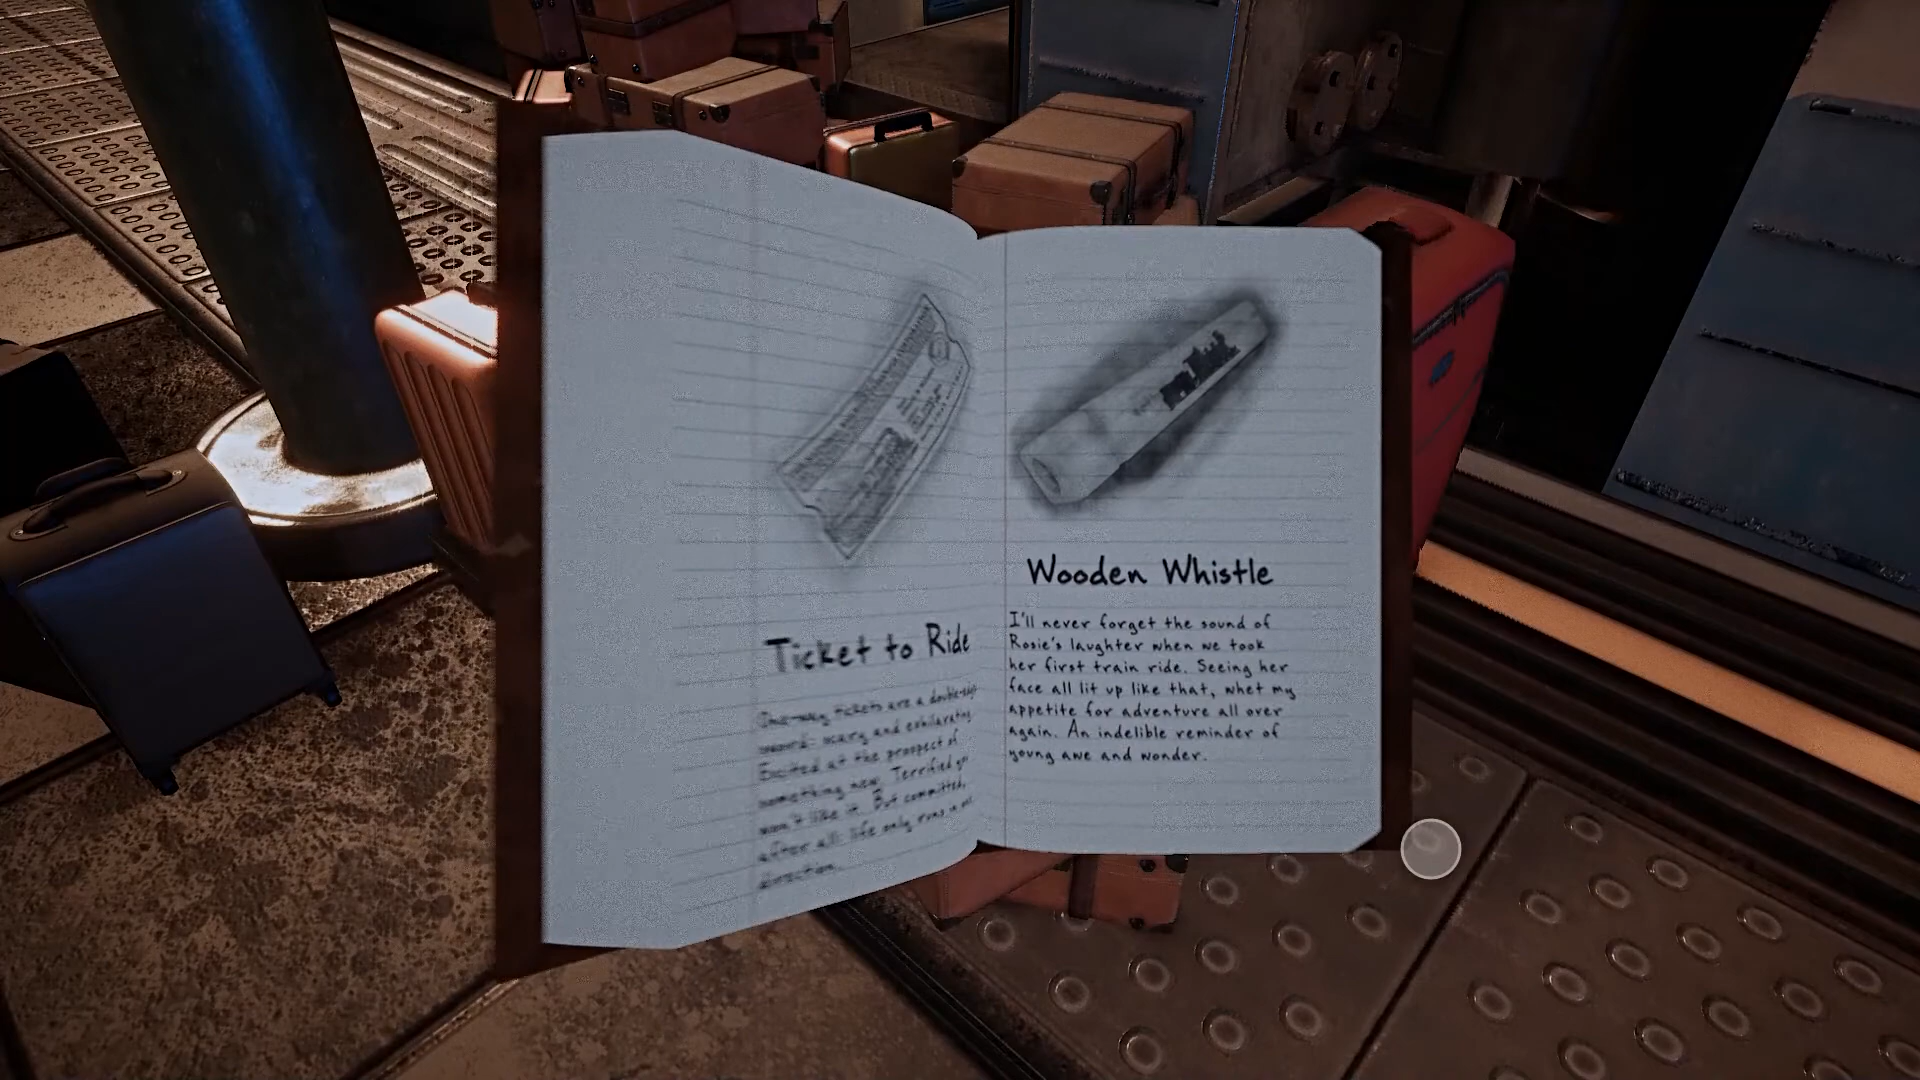 Ticket to Ride
One-way tickets are a double-edge
sword: scary and exhilarating
Excited at the prospect of
something new. Terrified you
won't like it. But committed,
after all: life only runs in one
direction.
Wooden Whistle
I'll never forget the sound of
Rosie's laughter when we took
her first train ride. Seeing her
face all lit up like that, whet my
appetite for adventure all over
again. An indelible reminder of
young awe and wonder.